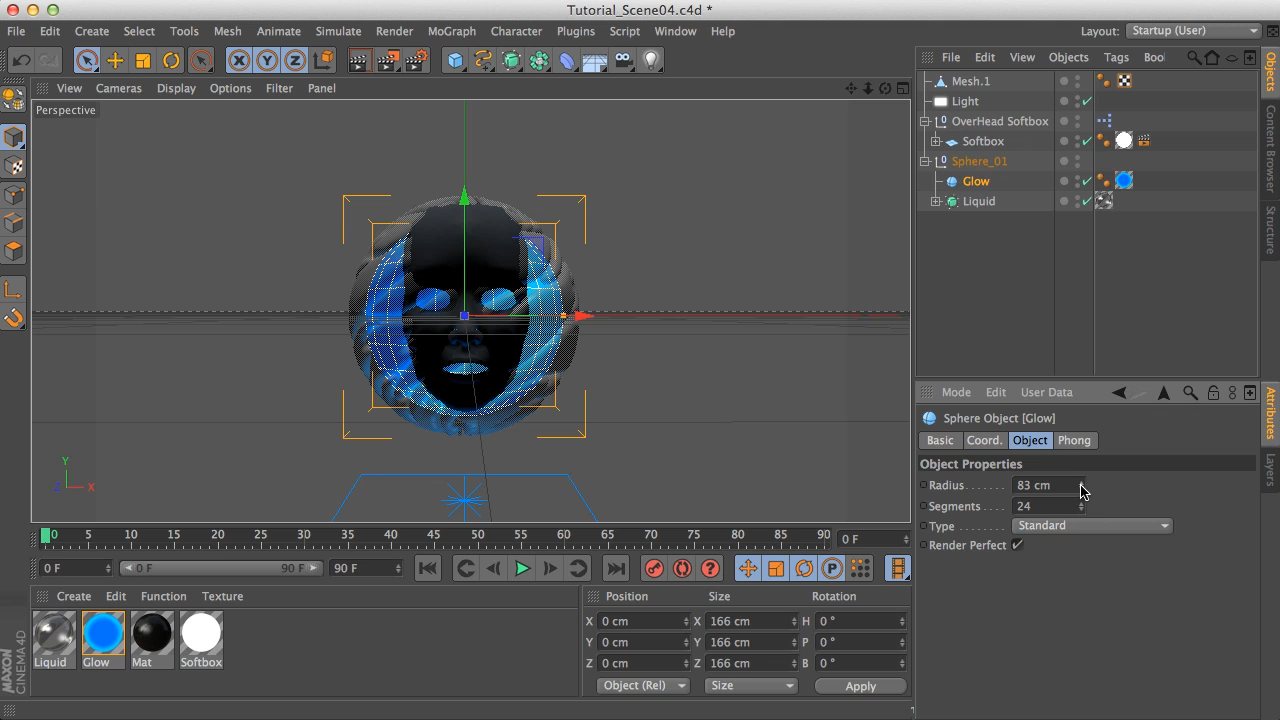 Tutorial_Scene04.c4d *
File Edit Create Select Tools Mesh Animate Simulate Render MoGraph Character Plugins Script Window Help
Layout: Startup (User)
View Cameras Display Options Filter Panel
Perspective
Y
Z X
File Edit View Objects Tags Boo
Mesh.1
Light
OverHead Softbox
Softbox
Sphere_01
Glow
Liquid
Objects
Content Browser
Structure
Mode Edit User Data
Sphere Object [Glow]
Basic Coord. Object Phong
Object Properties
Radius....... 83 cm
Segments.... 24
Type ........ Standard
Render Perfect
Attributes
Layers
0 5 10 15 20 25 30 35 40 45 50 55 60 65 70 75 80 85 90 0 F
0 F 0 F 90 F 90 F
Create Edit Function Texture
Liquid Glow Mat Softbox
MAXON
CINEMA 4D
Position Size Rotation
X 0 cm X 166 cm H 0 °
Y 0 cm Y 166 cm P 0 °
Z 0 cm Z 166 cm B 0 °
Object (Rel) Size Apply